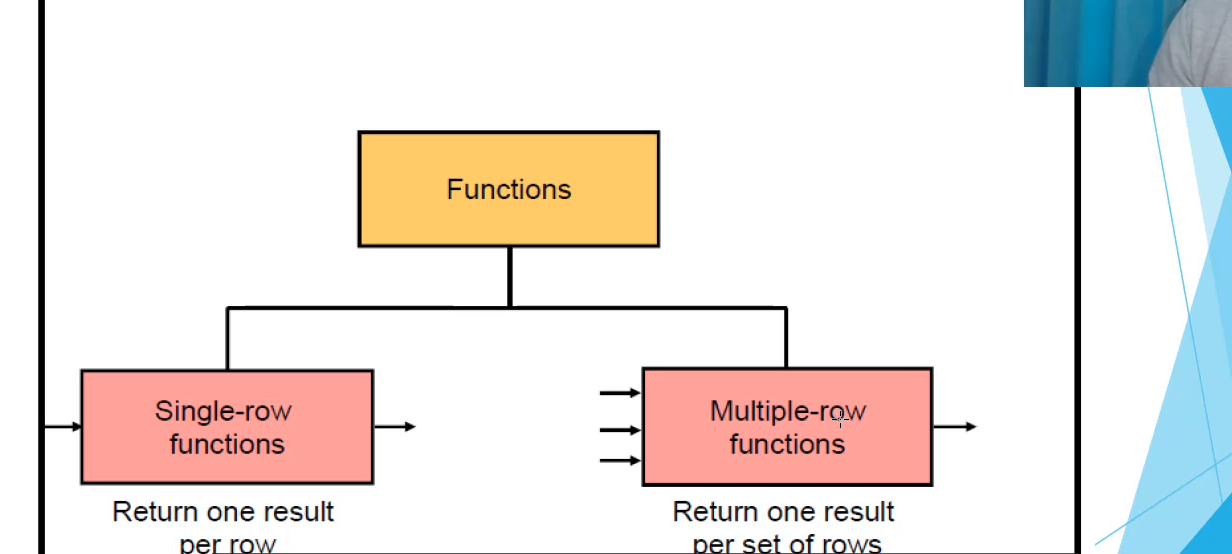 Functions
Single-row
functions
Multiple-row
functions
Return one result
per row
Return one result
per set of rows